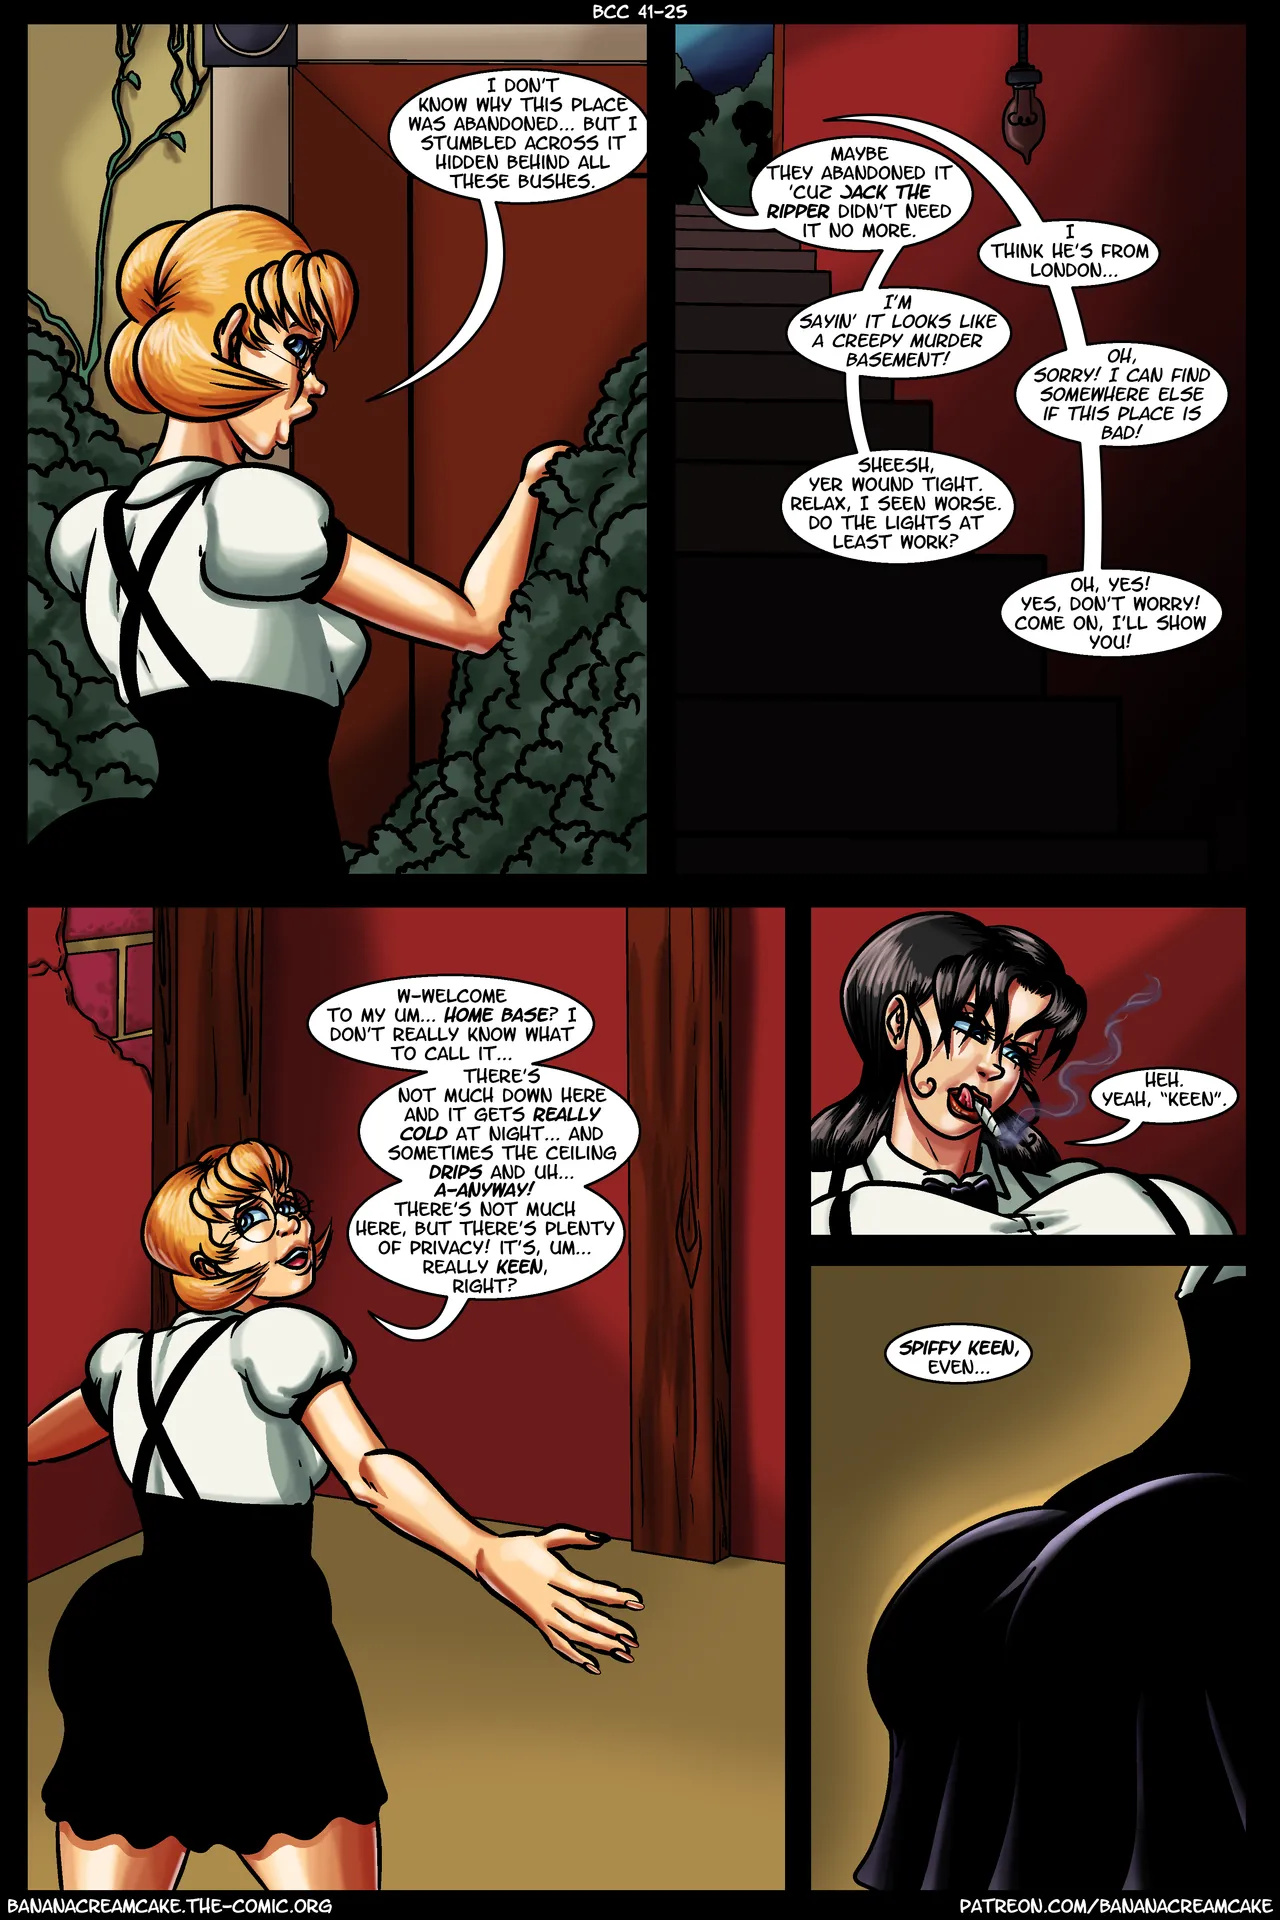 BCC 41-25
I DON'T
KNOW WHY THIS PLACE
WAS ABANDONED... BUT I
STUMBLED ACROSS IT
HIDDEN BEHIND ALL
THESE BUSHES.
MAYBE
THEY ABANDONED IT
'CUZ JACK THE
RIPPER DIDN'T NEED
IT NO MORE.
I
THINK HE'S FROM
LONDON...
I'M
SAYIN' IT LOOKS LIKE
A CREEPY MURDER
BASEMENT!
OH,
SORRY! I CAN FIND
SOMEWHERE ELSE
IF THIS PLACE IS
BAD!
SHEESH,
YER WOUND TIGHT.
RELAX, I SEEN WORSE.
DO THE LIGHTS AT
LEAST WORK?
OH, YES!
YES, DON'T WORRY!
COME ON, I'LL SHOW
YOU!
W-WELCOME
TO MY UM... HOME BASE? I
DON'T REALLY KNOW WHAT
TO CALL IT...
THERE'S
NOT MUCH DOWN HERE
AND IT GETS REALLY
COLD AT NIGHT... AND
SOMETIMES THE CEILING
DRIPS AND UH...
A-ANYWAY!
THERE'S NOT MUCH
HERE, BUT THERE'S PLENTY
OF PRIVACY! IT'S, UM...
REALLY KEEN,
RIGHT?
HEH.
YEAH, "KEEN".
SPIFFY KEEN,
EVEN...
BANANACREAMCAKE.THE-COMIC.ORG
PATREON.COM/BANANACREAMCAKE